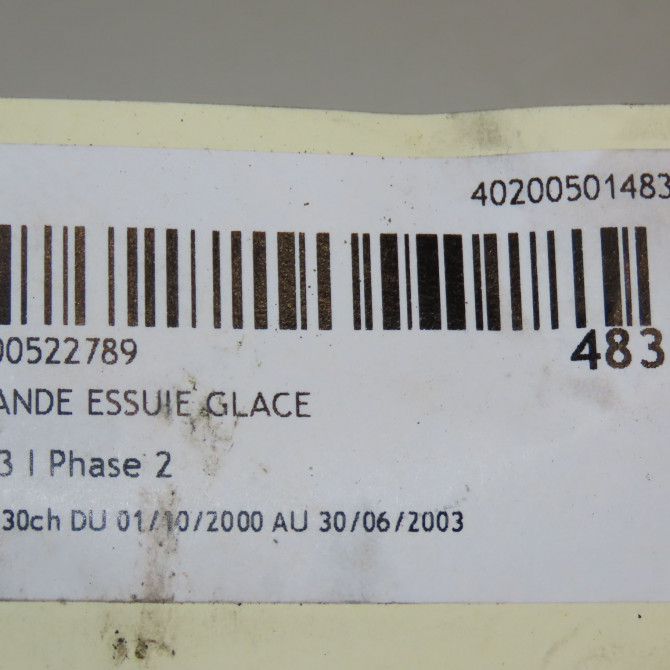 40200501483
00522789
483
ANDE ESSUIE GLACE
3 I Phase 2
30ch DU 01/10/2000 AU 30/06/2003